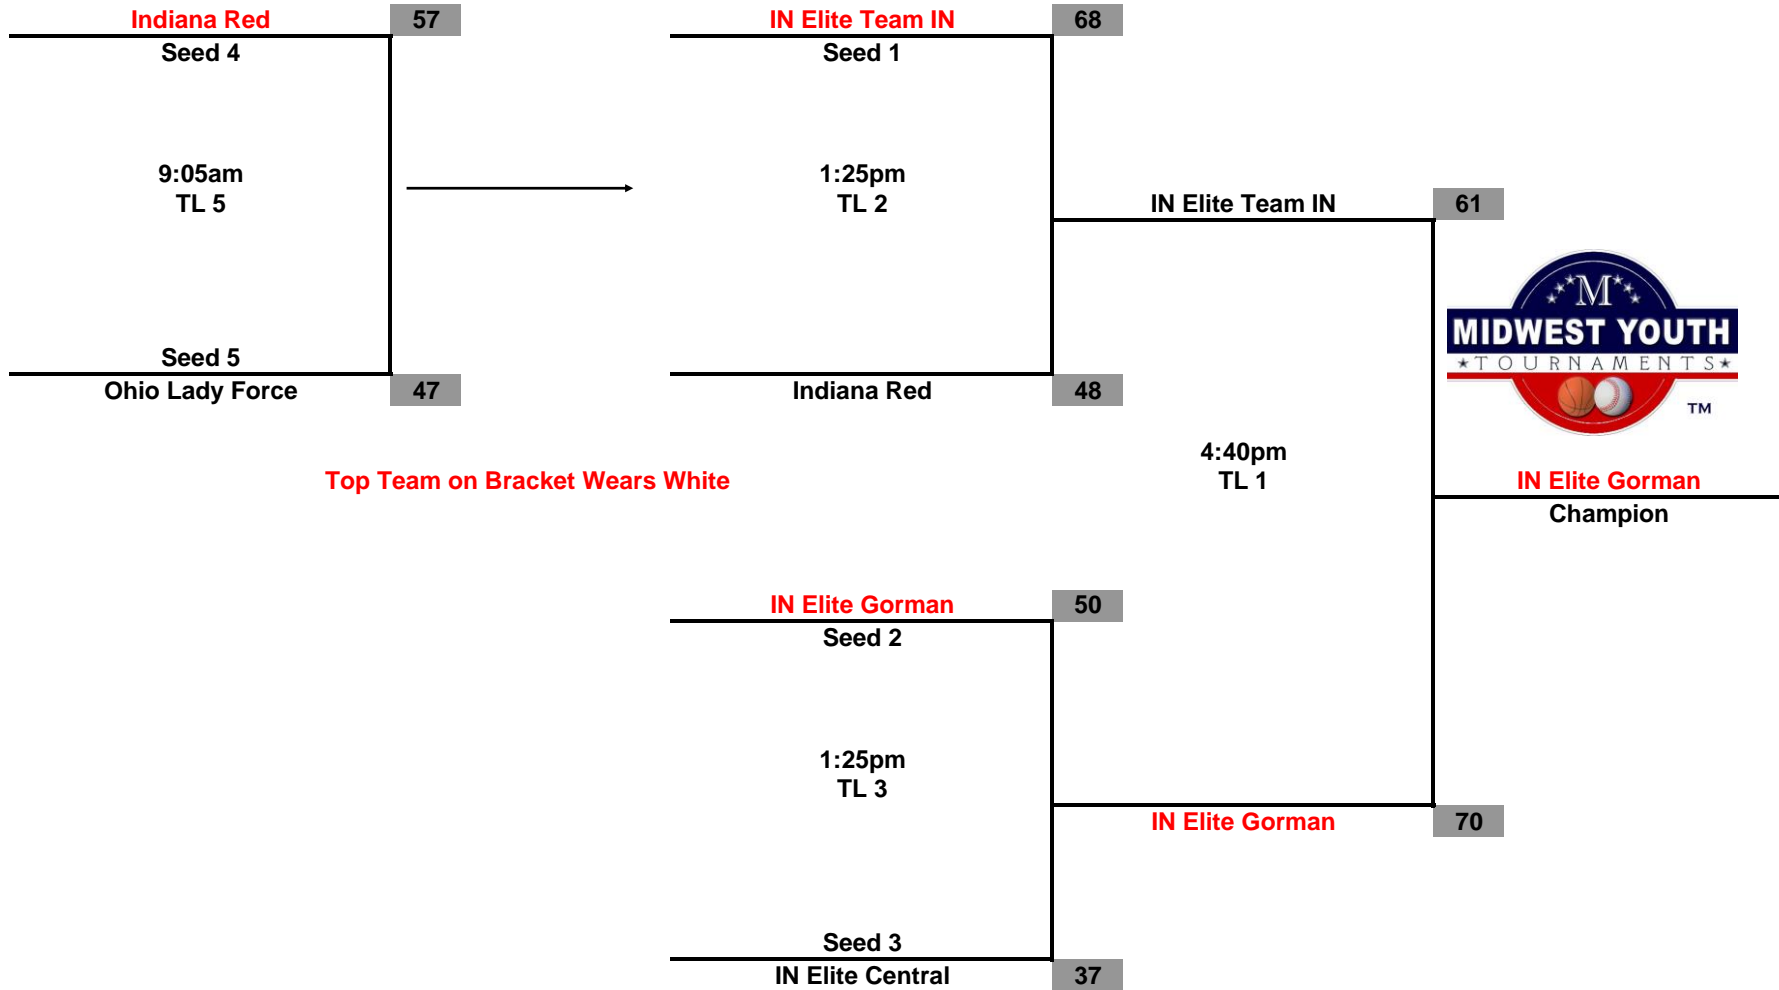 Indiana Red 57
Seed 4
9:05am
TL 5
Seed 5
Ohio Lady Force 47
IN Elite Team IN 68
Seed 1
1:25pm
TL 2
Indiana Red 48
IN Elite Team IN 61
M
MIDWEST YOUTH
TOURNAMENTS
TM
4:40pm
TL 1
Top Team on Bracket Wears White
IN Elite Gorman
Champion
IN Elite Gorman 50
Seed 2
1:25pm
TL 3
IN Elite Gorman 70
Seed 3
IN Elite Central 37